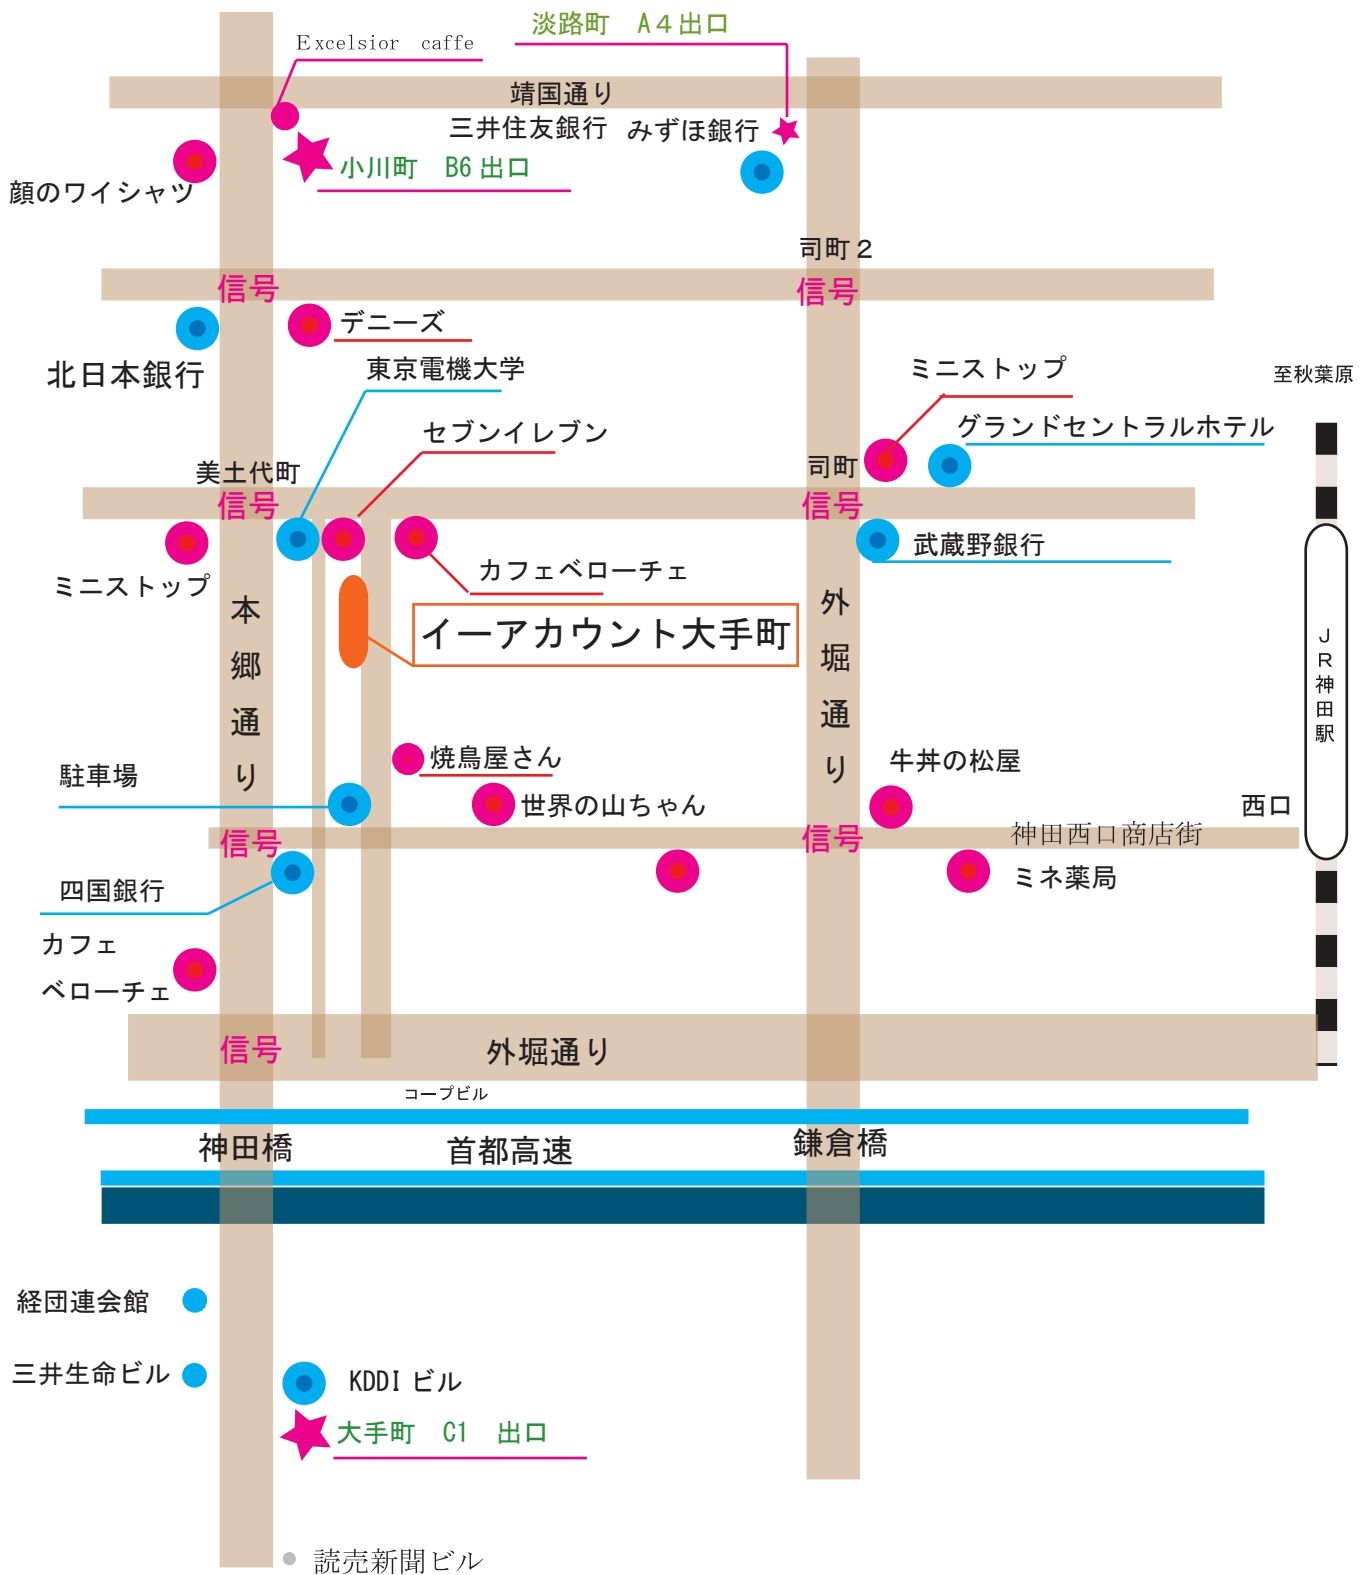 淡路町　A４出口
Excelsior　caffe
靖国通り
三井住友銀行
みずほ銀行
小川町　B6 出口
顔のワイシャツ
司町２
信号
信号
デニーズ
北日本銀行
東京電機大学
ミニストップ
至秋葉原
セブンイレブン
グランドセントラルホテル
美土代町
司町
信号
信号
武蔵野銀行
カフェベローチェ
ミニストップ
本郷通り
外堀通り
イーアカウント大手町
ＪＲ神田駅
焼鳥屋さん
牛丼の松屋
駐車場
世界の山ちゃん
西口
信号
信号
神田西口商店街
四国銀行
ミネ薬局
カフェ
ベローチェ
信号
外堀通り
コープビル
神田橋
首都高速
鎌倉橋
経団連会館
三井生命ビル
KDDI ビル
大手町　C1　出口
読売新聞ビル